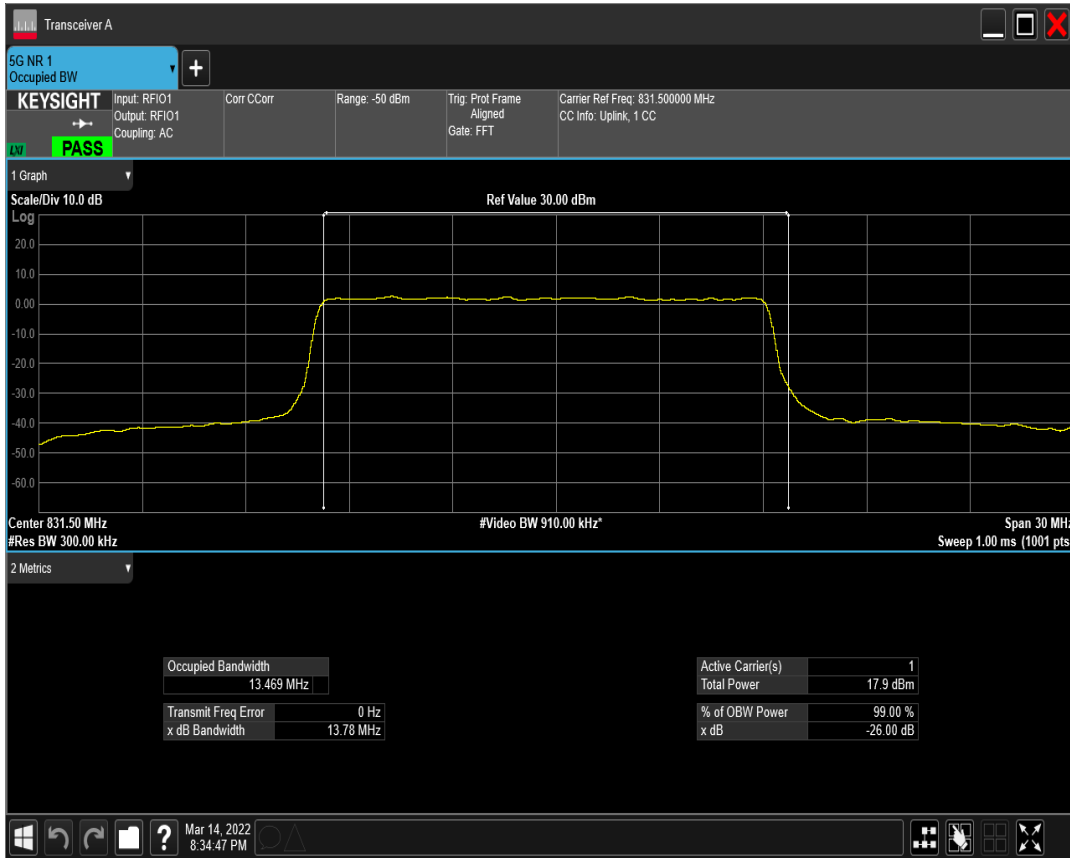 Transceiver A
5G NR 1
Occupied BW
KEYSIGHT
LXI
PASS
Input: RFIO1
Output: RFIO1
Coupling: AC
Corr CCorr
Range: -50 dBm
Trig: Prot Frame
Aligned
Gate: FFT
Carrier Ref Freq: 831.500000 MHz
CC Info: Uplink, 1 CC
1 Graph
Scale/Div 10.0 dB
Ref Value 30.00 dBm
Log
20.0
10.0
0.00
-10.0
-20.0
-30.0
-40.0
-50.0
-60.0
Center 831.50 MHz
#Video BW 910.00 kHz*
Span 30 MHz
#Res BW 300.00 kHz
Sweep 1.00 ms (1001 pts
2 Metrics
Occupied Bandwidth
13.469 MHz
Transmit Freq Error 0 Hz
x dB Bandwidth 13.78 MHz
Active Carrier(s) 1
Total Power 17.9 dBm
% of OBW Power 99.00 %
x dB -26.00 dB
Mar 14, 2022
8:34:47 PM